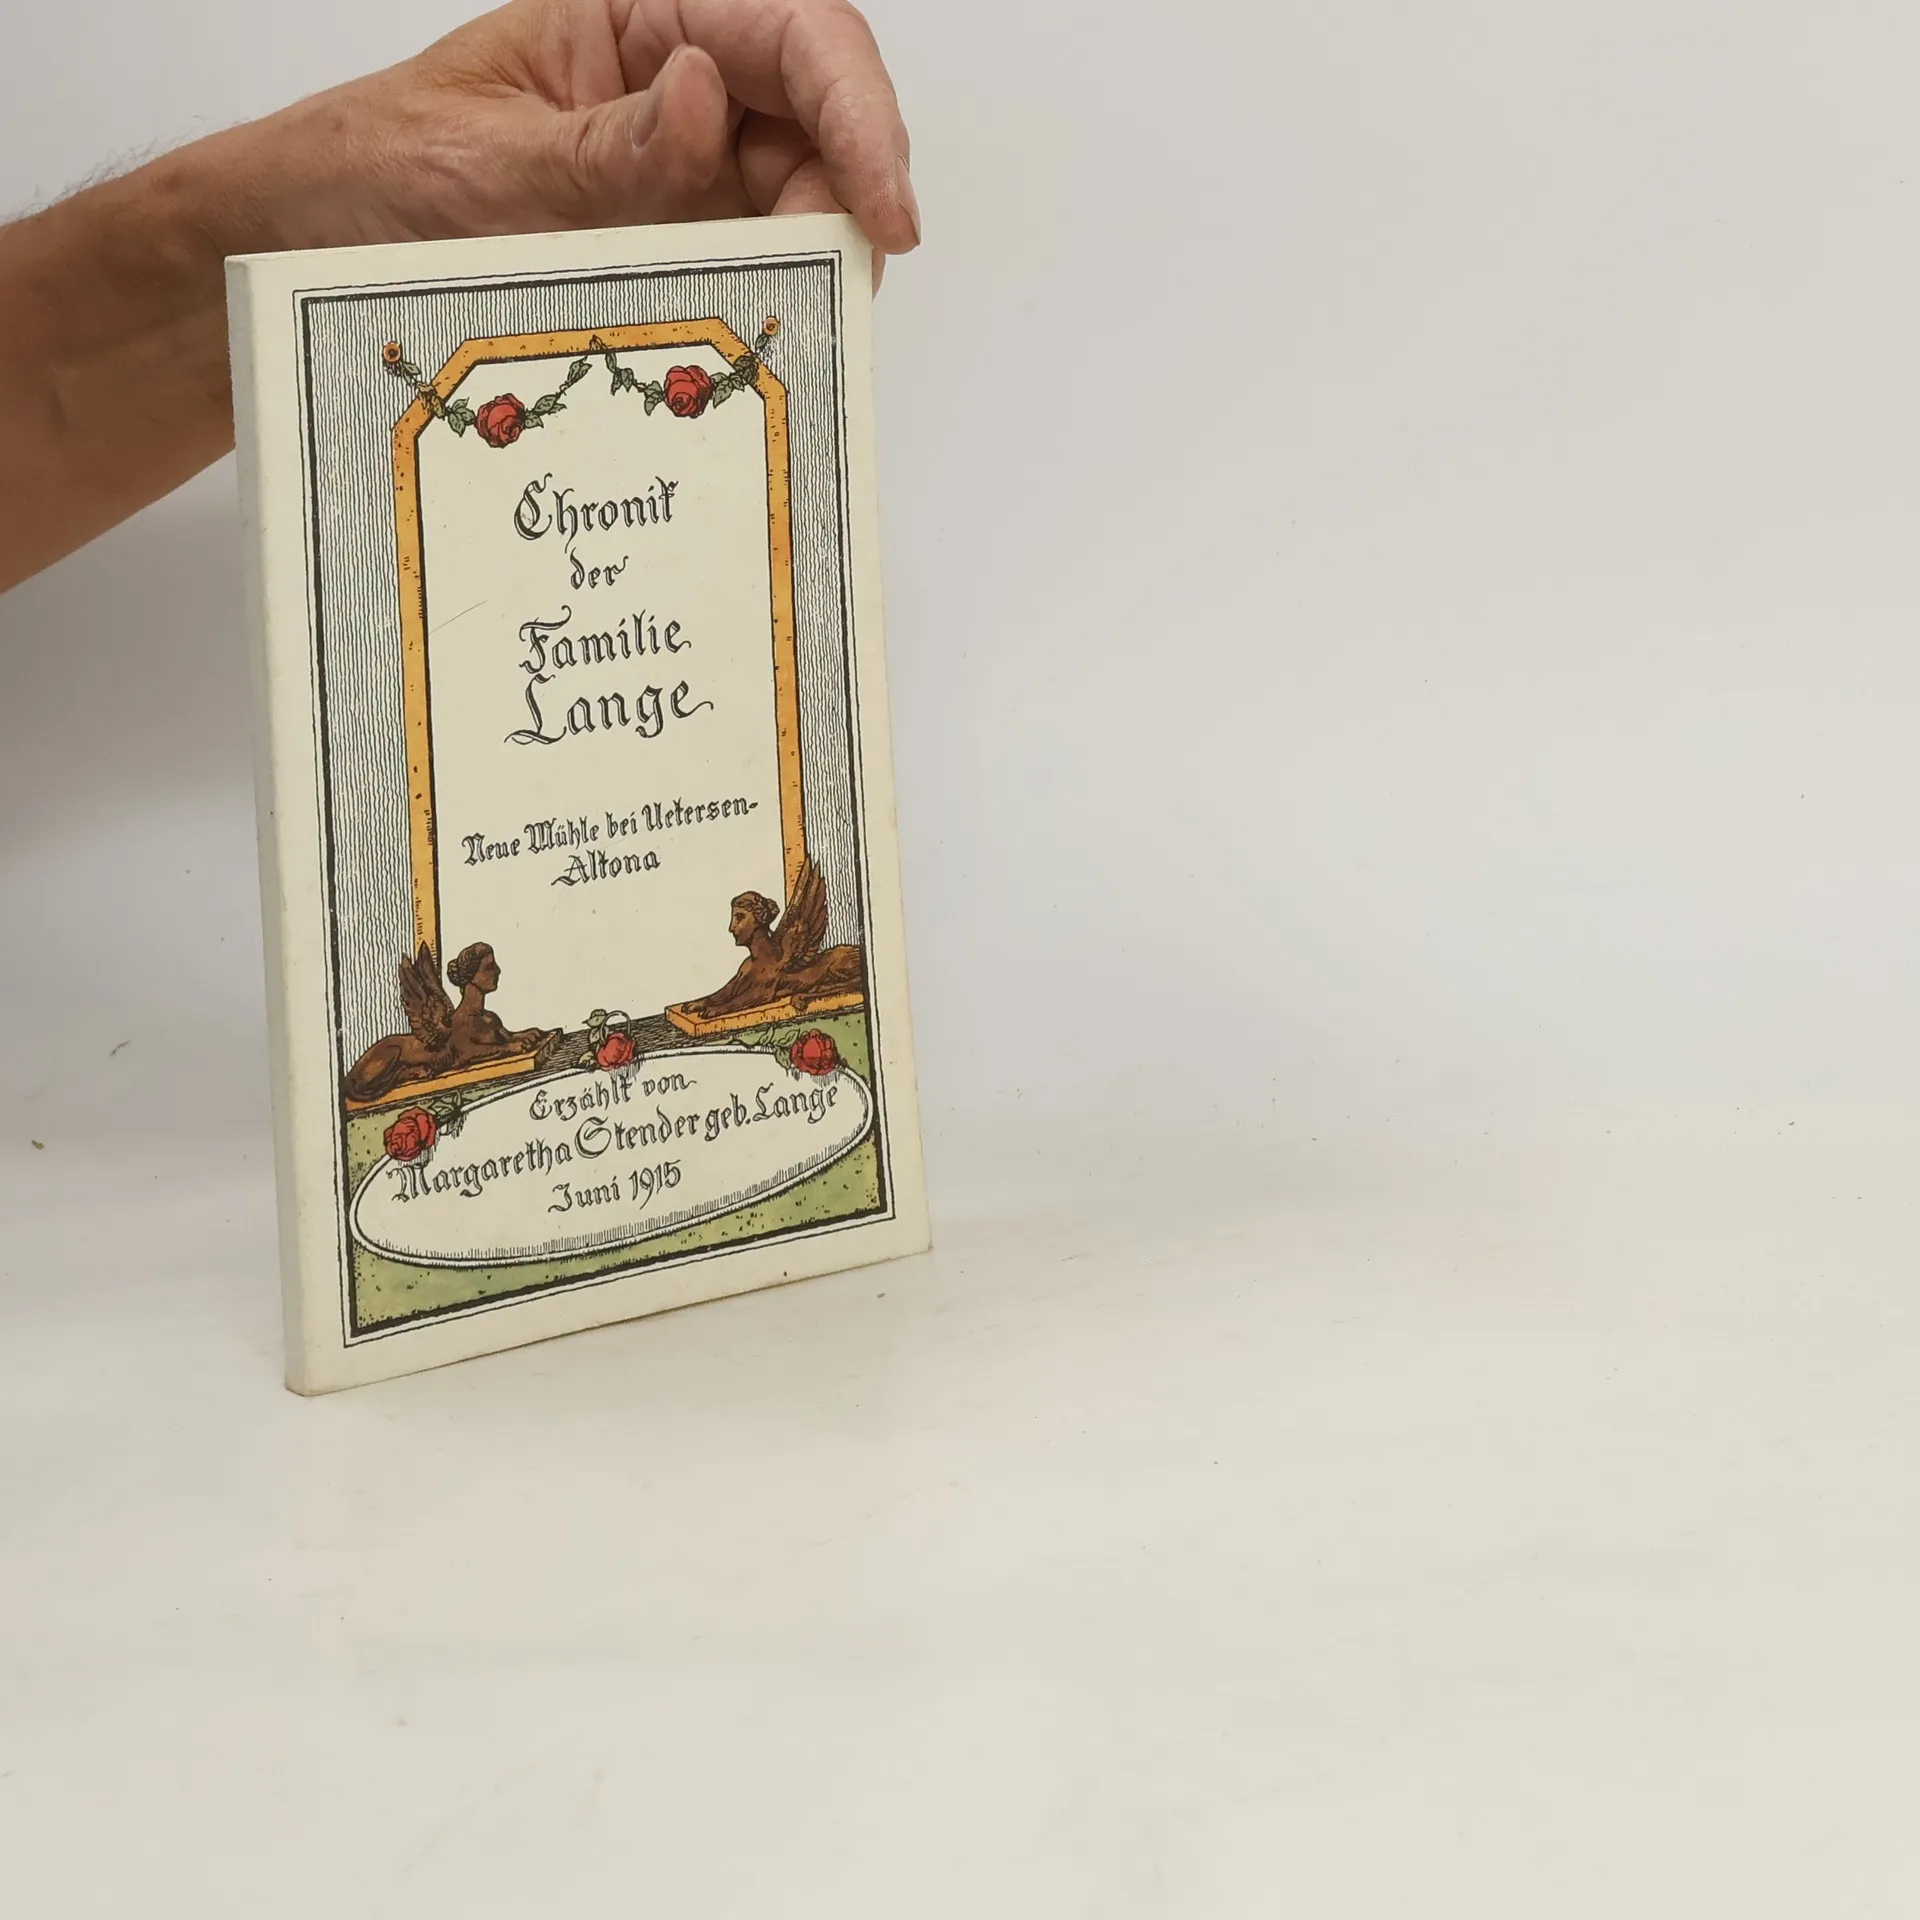 Chronik
der
Familie
Lange
Neue Mühle bei Uetersen-
Altona
Erzählt von
Margaretha Stender geb. Lange
Juni 1915